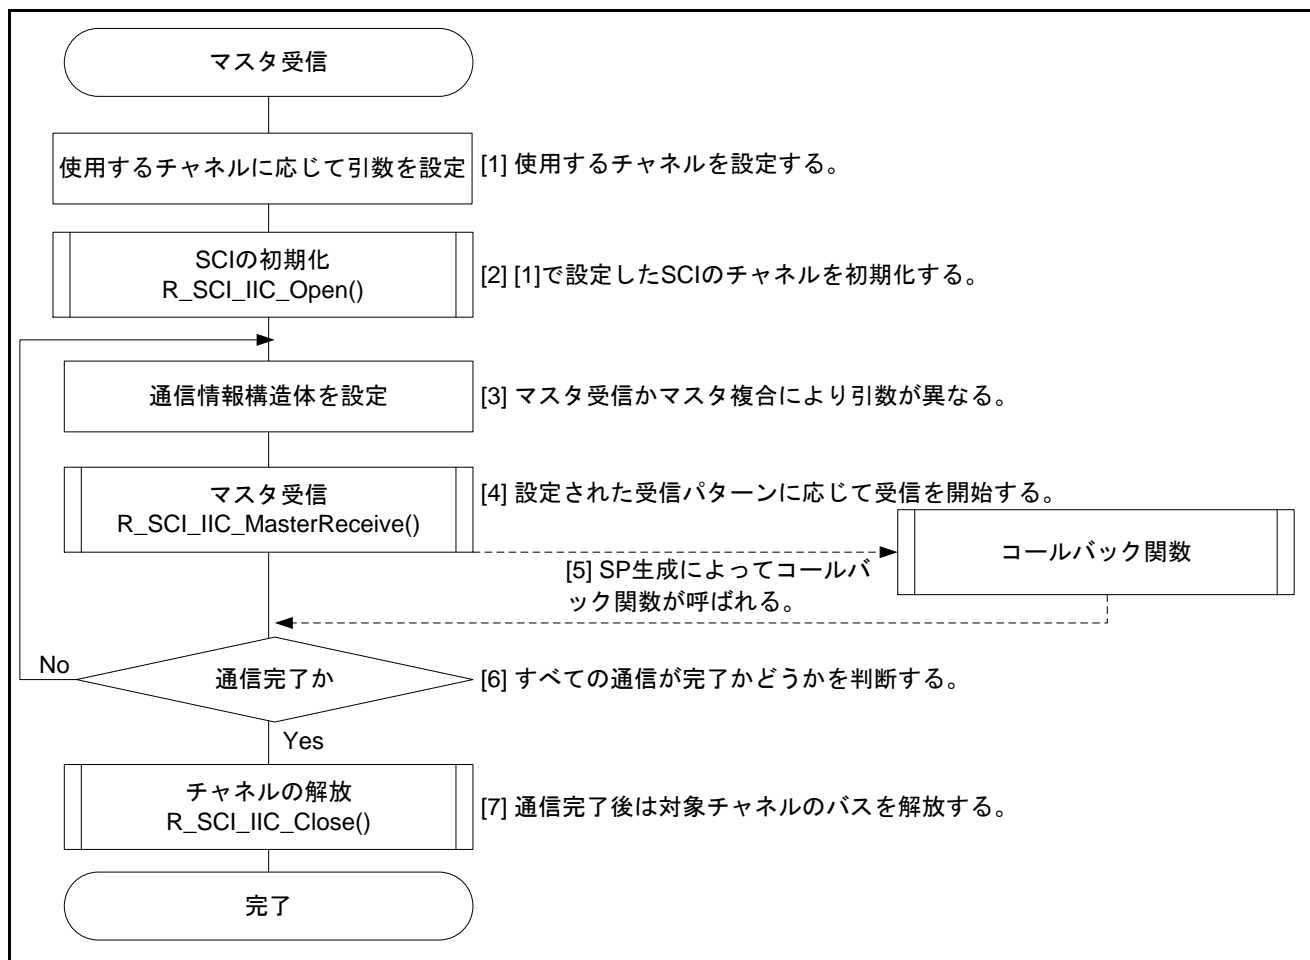 マスタ受信
使用するチャネルに応じて引数を設定
[1] 使用するチャネルを設定する。
SCIの初期化
R_SCI_IIC_Open()
[2] [1]で設定したSCIのチャネルを初期化する。
通信情報構造体を設定
[3] マスタ受信かマスタ複合により引数が異なる。
マスタ受信
R_SCI_IIC_MasterReceive()
[4] 設定された受信パターンに応じて受信を開始する。
コールバック関数
[5] SP生成によってコールバ
ック関数が呼ばれる。
No
通信完了か
[6] すべての通信が完了かどうかを判断する。
Yes
チャネルの解放
R_SCI_IIC_Close()
[7] 通信完了後は対象チャネルのバスを解放する。
完了